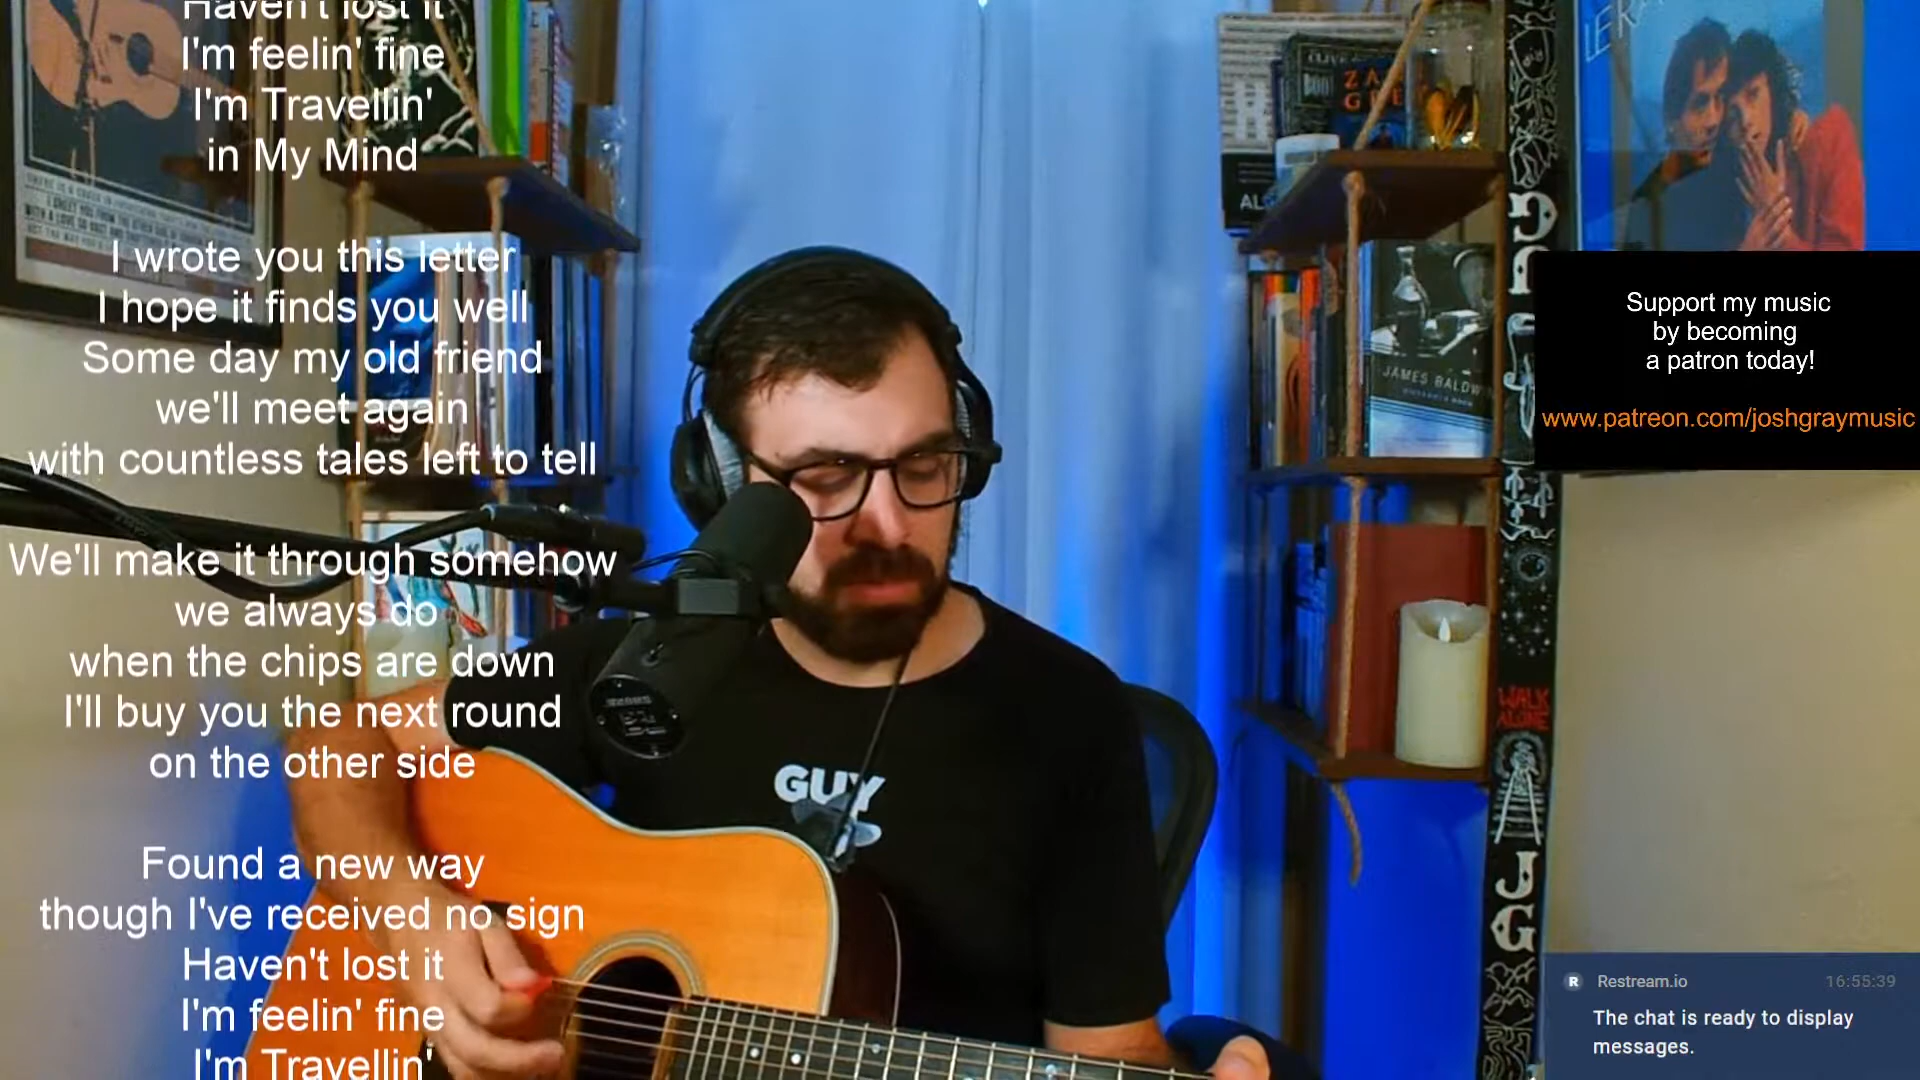 Haven't lost it
I'm feelin' fine
I'm Travellin'
in My Mind
I wrote you this letter
I hope it finds you well
Some day my old friend
we'll meet again
with countless tales left to tell
We'll make it through somehow
we always do
when the chips are down
I'll buy you the next round
on the other side
Found a new way
though I've received no sign
Haven't lost it
I'm feelin' fine
I'm Travellin'
GUY
JAMES BALDW
Support my music
by becoming
a patron today!
www.patreon.com/joshgraymusic
WALK
ALONE
JG
R Restream.io 16:55:39
The chat is ready to display
messages.